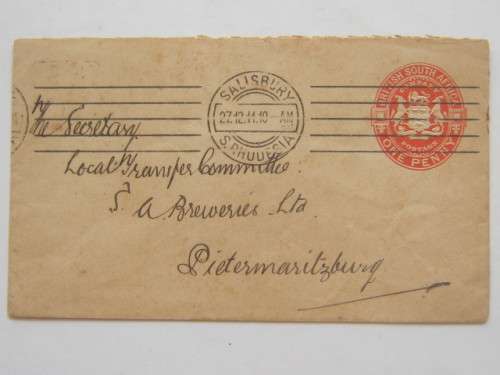 SALISBURY
27.12.11.10— AM
S. RHODESIA
BRITISH SOUTH AFRICA
POSTAGE
ONE PENNY
The Secretary
Local Transfer Committee
S. A. Breweries Ltd
Pietermaritzburg